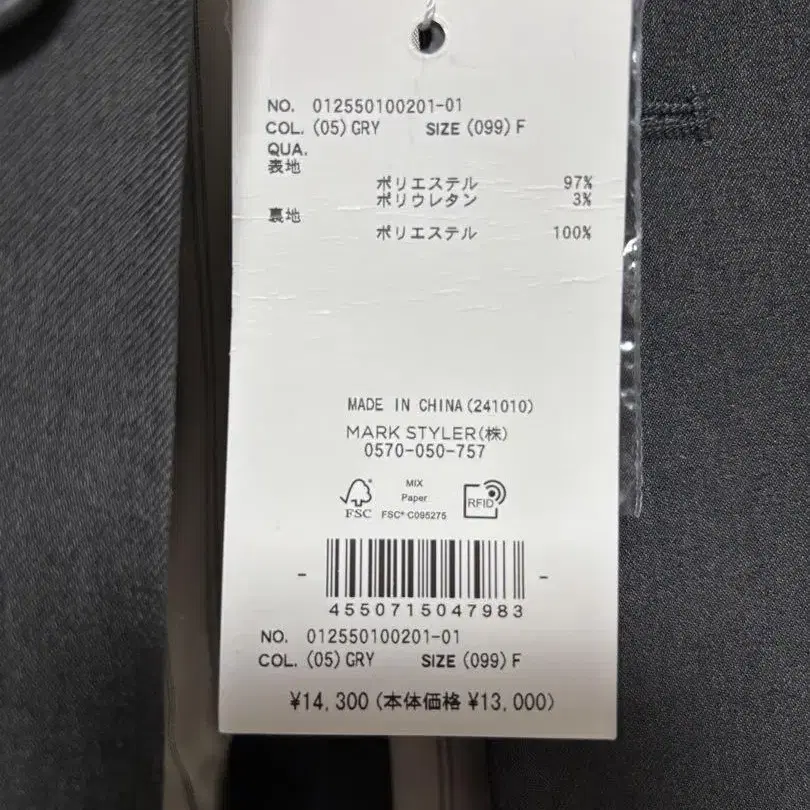 NO. 012550100201-01
COL. (05) GRY SIZE (099) F
QUA.
表地
ポリエステル 97%
ポリウレタン 3%
裏地
ポリエステル 100%
MADE IN CHINA (241010)
MARK STYLER(株)
0570-050-757
MIX
Paper
FSC FSC® C095275
RFID
4550715047983
NO. 012550100201-01
COL. (05) GRY SIZE (099) F
¥14,300 (本体価格 ¥13,000)